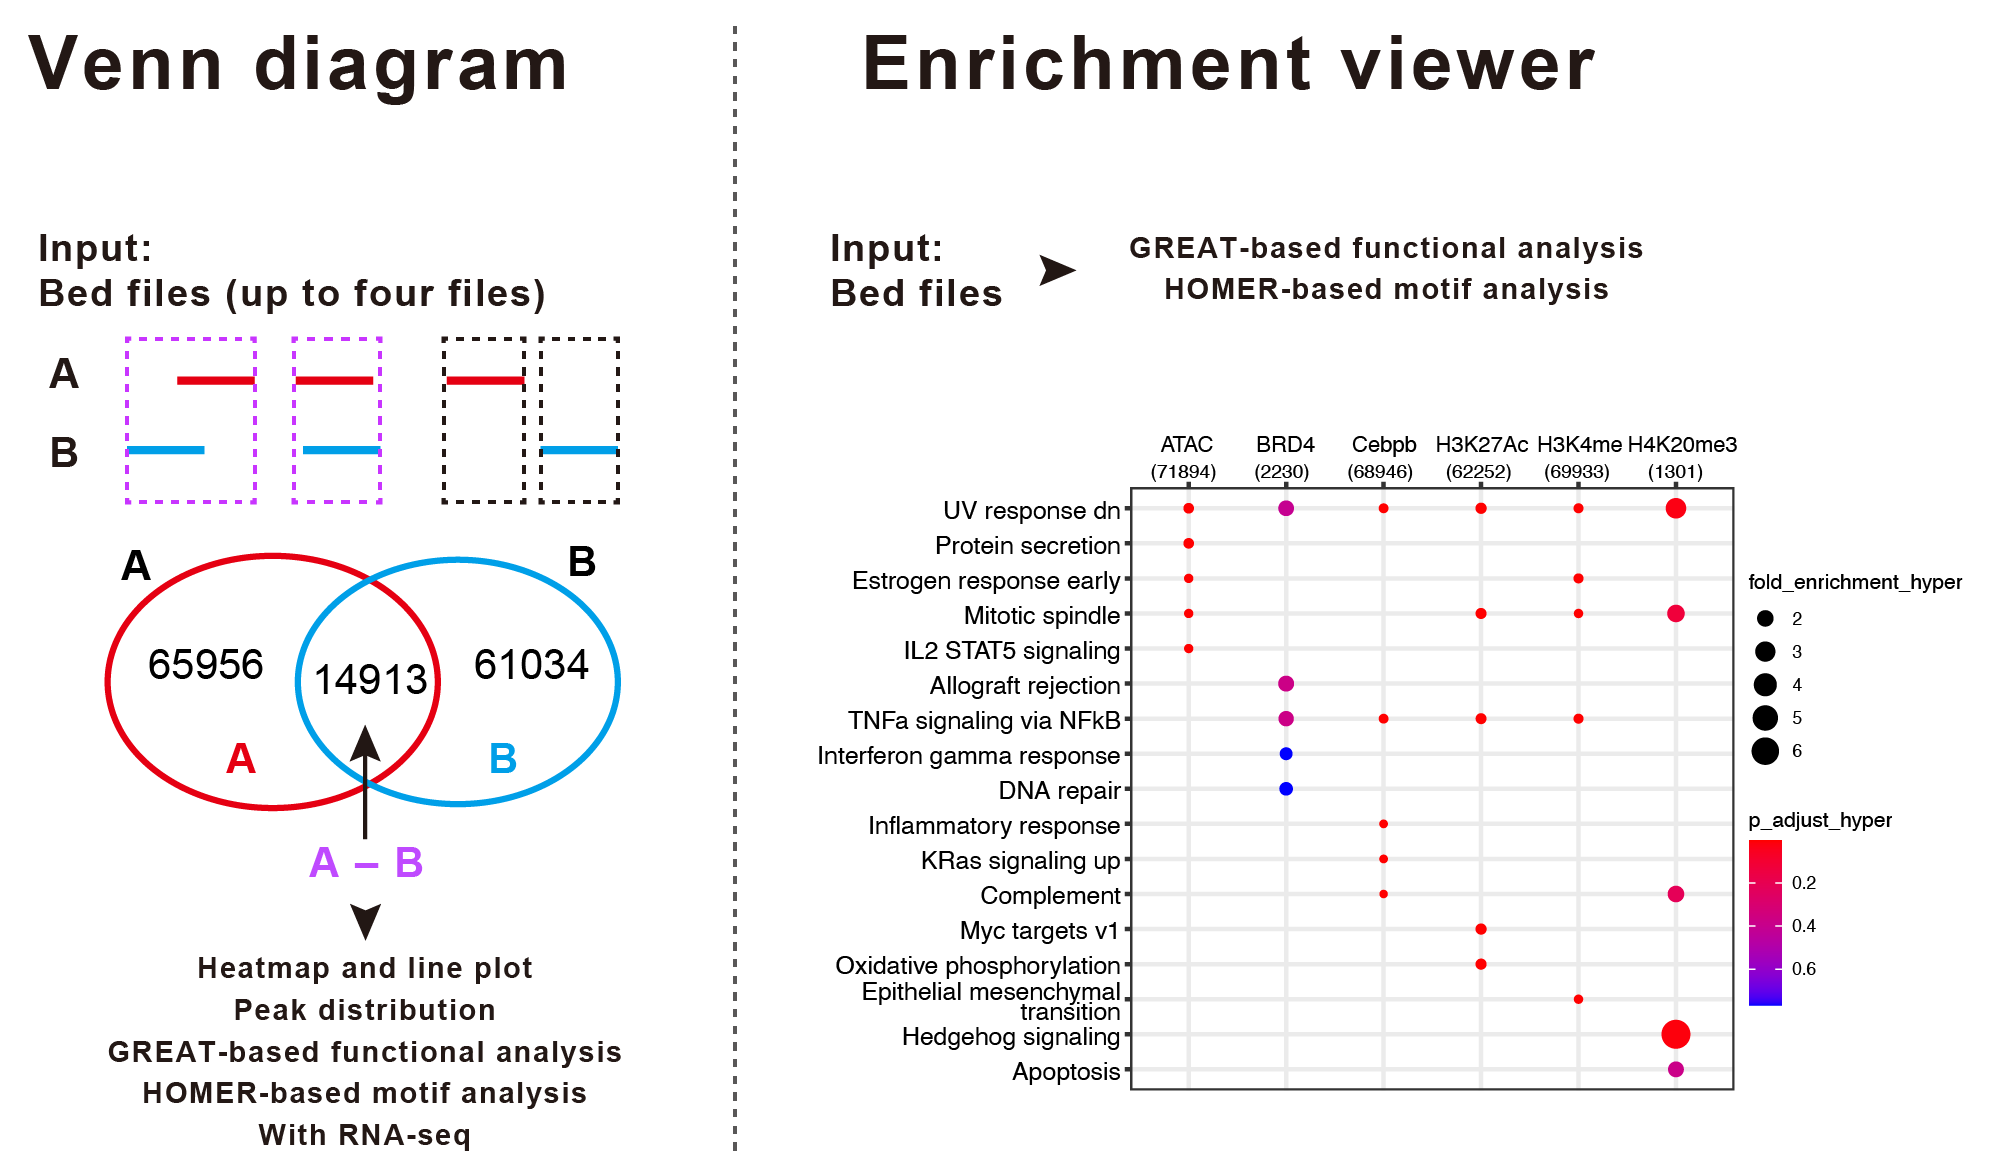 Venn diagram
Input:
Bed files (up to four files)
A
B
A
B
65956
14913
61034
A
B
A – B
Heatmap and line plot
Peak distribution
GREAT-based functional analysis
HOMER-based motif analysis
With RNA-seq
Enrichment viewer
Input:
Bed files
GREAT-based functional analysis
HOMER-based motif analysis
ATAC BRD4 Cebpb H3K27Ac H3K4me H4K20me3
(71894) (2230) (68946) (62252) (69933) (1301)
UV response dn
Protein secretion
Estrogen response early
Mitotic spindle
IL2 STAT5 signaling
Allograft rejection
TNFa signaling via NFkB
Interferon gamma response
DNA repair
Inflammatory response
KRas signaling up
Complement
Myc targets v1
Oxidative phosphorylation
Epithelial mesenchymal
transition
Hedgehog signaling
Apoptosis
fold_enrichment_hyper
2
3
4
5
6
p_adjust_hyper
0.2
0.4
0.6